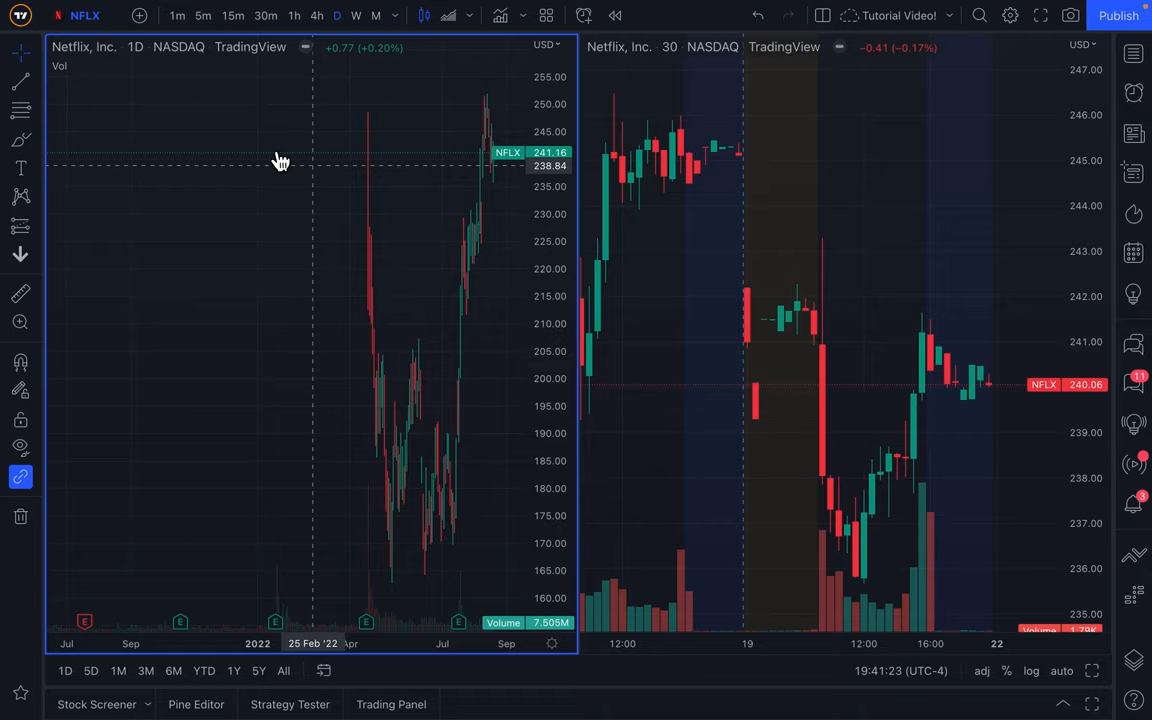 NFLX 1m 5m 15m 30m 1h 4h D W M Tutorial Video! Publish
Netflix, Inc. · 1D · NASDAQ · TradingView +0.77 (+0.20%) USD
Vol
255.00
250.00
245.00
NFLX 241.16
238.84
235.00
230.00
225.00
220.00
215.00
210.00
205.00
200.00
195.00
190.00
185.00
180.00
175.00
170.00
165.00
160.00
E E E E E
Volume 7.505M
Jul Sep 2022 25 Feb '22 Apr Jul Sep
Netflix, Inc. · 30 · NASDAQ · TradingView −0.41 (−0.17%) USD
247.00
246.00
245.00
244.00
243.00
242.00
241.00
NFLX 240.06
239.00
238.00
237.00
236.00
235.00
Volume 1.79K
12:00 19 12:00 16:00 22
11
3
1D 5D 1M 3M 6M YTD 1Y 5Y All 19:41:23 (UTC-4) adj % log auto
Stock Screener Pine Editor Strategy Tester Trading Panel